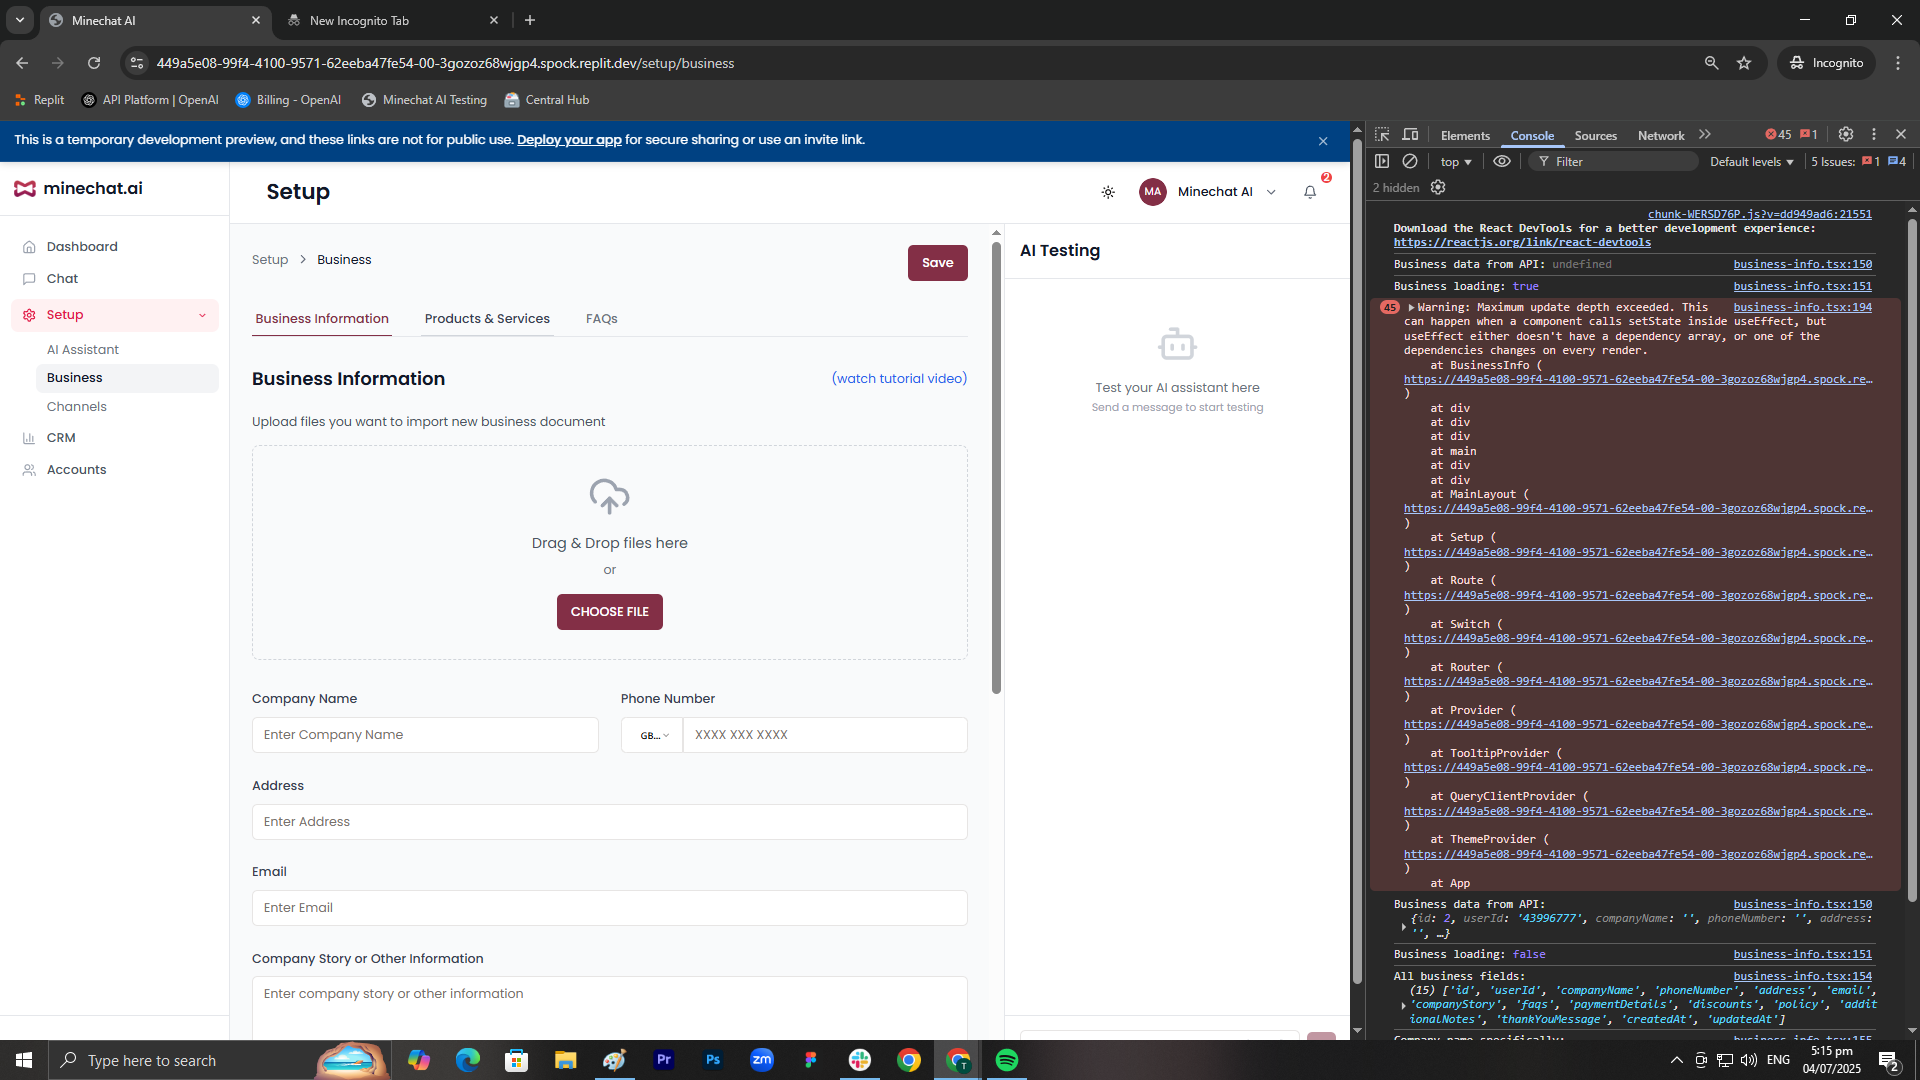 Minechat AI
New Incognito Tab
449a5e08-99f4-4100-9571-62eeba47fe54-00-3gozoz68wjgp4.spock.replit.dev/setup/business
Incognito
Replit
API Platform | OpenAI
Billing - OpenAI
Minechat AI Testing
Central Hub
This is a temporary development preview, and these links are not for public use. Deploy your app for secure sharing or use an invite link.
minechat.ai
Setup
MA
Minechat AI
2
Dashboard
Chat
Setup
AI Assistant
Business
Channels
CRM
Accounts
Setup > Business
Save
Business Information
Products & Services
FAQs
Business Information
(watch tutorial video)
Upload files you want to import new business document
Drag & Drop files here
or
CHOOSE FILE
Company Name
Phone Number
Enter Company Name
GB...
XXXX XXX XXXX
Address
Enter Address
Email
Enter Email
Company Story or Other Information
Enter company story or other information
AI Testing
Test your AI assistant here
Send a message to start testing
Elements
Console
Sources
Network
45
1
top
Filter
Default levels
5 Issues: 1 4
2 hidden
chunk-WERSD76P.js?v=dd949ad6:21551
Download the React DevTools for a better development experience:
https://reactjs.org/link/react-devtools
Business data from API: undefined business-info.tsx:150
Business loading: true business-info.tsx:151
45 Warning: Maximum update depth exceeded. This business-info.tsx:194
can happen when a component calls setState inside useEffect, but
useEffect either doesn't have a dependency array, or one of the
dependencies changes on every render.
at BusinessInfo (
https://449a5e08-99f4-4100-9571-62eeba47fe54-00-3gozoz68wjgp4.spock.re…
)
at div
at div
at div
at main
at div
at div
at MainLayout (
https://449a5e08-99f4-4100-9571-62eeba47fe54-00-3gozoz68wjgp4.spock.re…
)
at Setup (
https://449a5e08-99f4-4100-9571-62eeba47fe54-00-3gozoz68wjgp4.spock.re…
)
at Route (
https://449a5e08-99f4-4100-9571-62eeba47fe54-00-3gozoz68wjgp4.spock.re…
)
at Switch (
https://449a5e08-99f4-4100-9571-62eeba47fe54-00-3gozoz68wjgp4.spock.re…
)
at Router (
https://449a5e08-99f4-4100-9571-62eeba47fe54-00-3gozoz68wjgp4.spock.re…
)
at Provider (
https://449a5e08-99f4-4100-9571-62eeba47fe54-00-3gozoz68wjgp4.spock.re…
)
at TooltipProvider (
https://449a5e08-99f4-4100-9571-62eeba47fe54-00-3gozoz68wjgp4.spock.re…
)
at QueryClientProvider (
https://449a5e08-99f4-4100-9571-62eeba47fe54-00-3gozoz68wjgp4.spock.re…
)
at ThemeProvider (
https://449a5e08-99f4-4100-9571-62eeba47fe54-00-3gozoz68wjgp4.spock.re…
)
at App
Business data from API: business-info.tsx:150
{id: 2, userId: '43996777', companyName: '', phoneNumber: '', address:
'', …}
Business loading: false business-info.tsx:151
All business fields: business-info.tsx:154
(15) ['id', 'userId', 'companyName', 'phoneNumber', 'address', 'email',
'companyStory', 'faqs', 'paymentDetails', 'discounts', 'policy', 'addit
ionalNotes', 'thankYouMessage', 'createdAt', 'updatedAt']
Company name specifically: business-info.tsx:155
Type here to search
Pr
Ps
zm
T
ENG
5:15 pm
04/07/2025
2